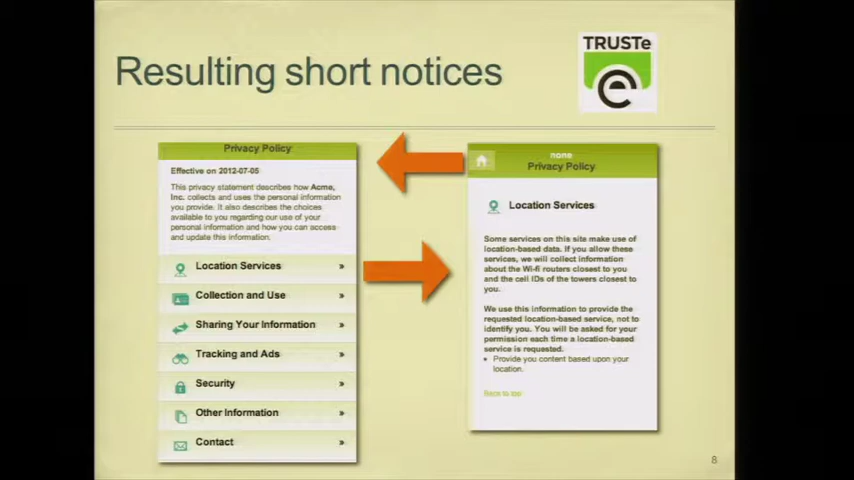 Resulting short notices
TRUSTe
Privacy Policy
Effective on 2012-07-05
This privacy statement describes how Acme,
Inc. collects and uses the personal information
you provide. It also describes the choices
available to you regarding our use of your
personal information and how you can access
and update this information.
Location Services »
Collection and Use »
Sharing Your Information »
Tracking and Ads »
Security »
Other Information »
Contact »
none
Privacy Policy
Location Services
Some services on this site make use of
location-based data. If you allow these
services, we will collect information
about the Wi-fi routers closest to you
and the cell IDs of the towers closest to
you.
We use this information to provide the
requested location-based service, not to
identify you. You will be asked for your
permission each time a location-based
service is requested.
• Provide you content based upon your
location.
Back to top
8